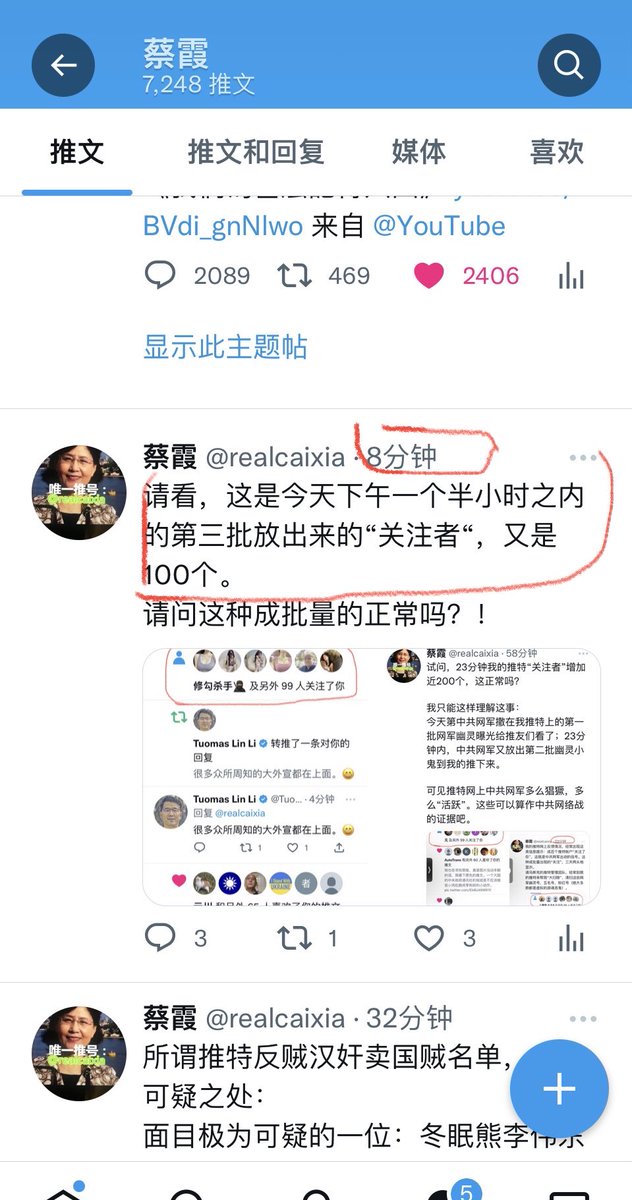 蔡霞
7,248 推文
推文
推文和回复
媒体
喜欢
BVdi_gnNlwo 来自 @YouTube
2089
469
2406
显示此主题帖
蔡霞 @realcaixia · 8分钟
唯一推号：
@realcaixia
请看，这是今天下午一个半小时之内
的第三批放出来的“关注者“，又是
100个。
请问这种成批量的正常吗？！
修勾杀手 及另外 99 人关注了你
Tuomas Lin Li 转推了一条对你的
回复
很多众所周知的大外宣都在上面。😀
Tuomas Lin Li @Tuo... · 4分钟
回复 @realcaixia
很多众所周知的大外宣都在上面。😀
1
1
蔡霞 @realcaixia · 58分钟
试问，23分钟我的推特“关注者”增加
近200个，这正常吗？
我只能这样理解这事：
今天第中共网军撒在我推特上的第一
批网军幽灵曝光给推友们看了；23分
钟内，中共网军又放出第二批幽灵小
鬼到我的推下来。
可见推特网上中共网军多么猖獗，多
么“活跃”。这些可以算作中共网络战
的证据吧。
3
1
3
蔡霞 @realcaixia · 32分钟
唯一推号：
@realcaixia
所谓推特反贼汉奸卖国贼名单，
可疑之处：
面目极为可疑的一位：冬眠熊李伟东
5